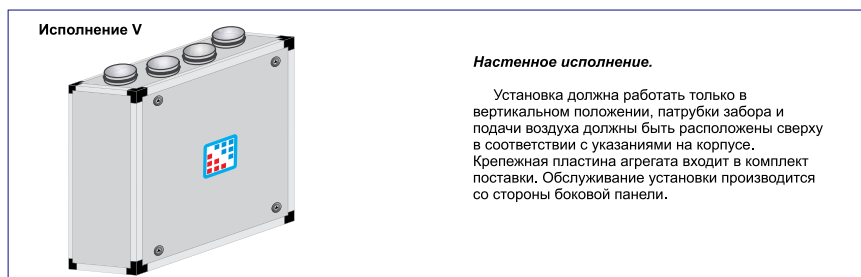 Исполнение V
Настенное исполнение.
Установка должна работать только в
вертикальном положении, патрубки забора и
подачи воздуха должны быть расположены сверху
в соответствии с указаниями на корпусе.
Крепежная пластина агрегата входит в комплект
поставки. Обслуживание установки производится
со стороны боковой панели.